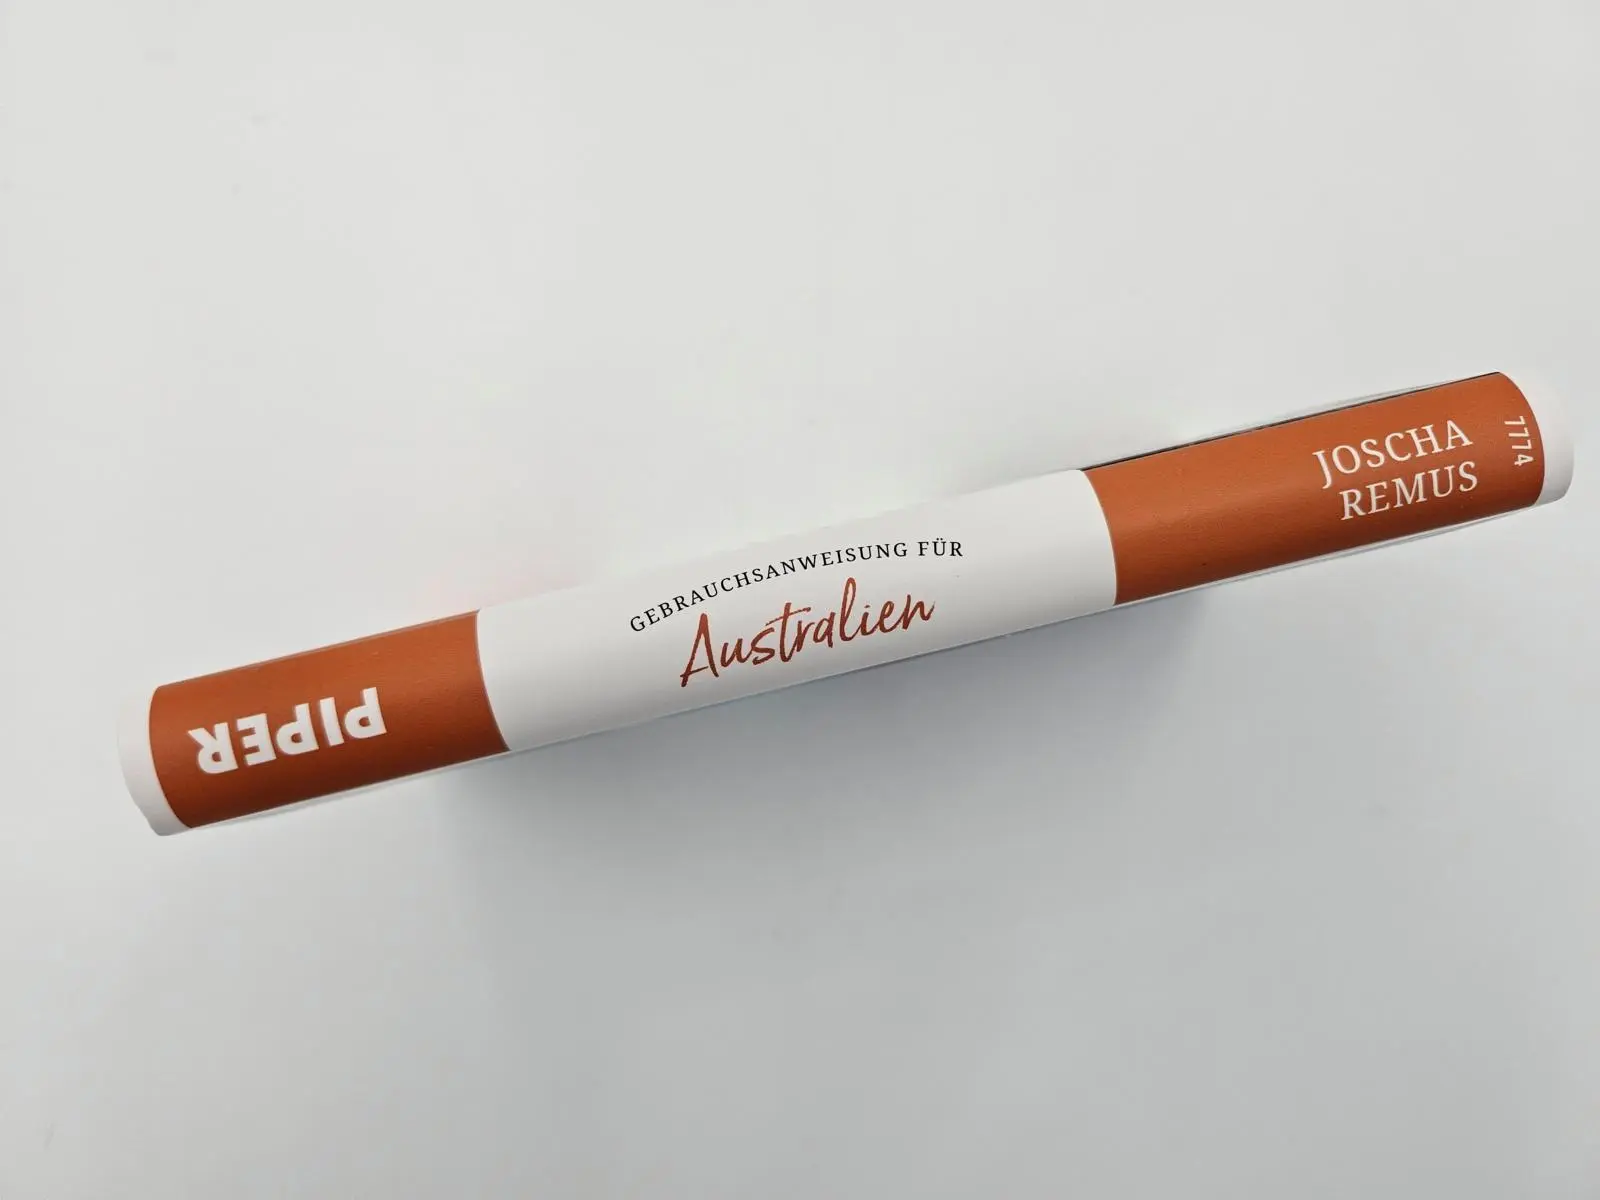 GEBRAUCHSANWEISUNG FÜR
Australien
JOSCHA
REMUS
7774
PIPER